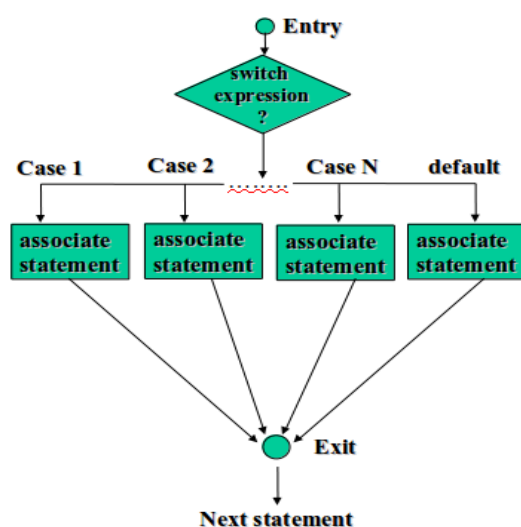 Entry
switch
expression
?
Case 1
Case 2
........
Case N
default
associate
statement
associate
statement
associate
statement
associate
statement
Exit
Next statement